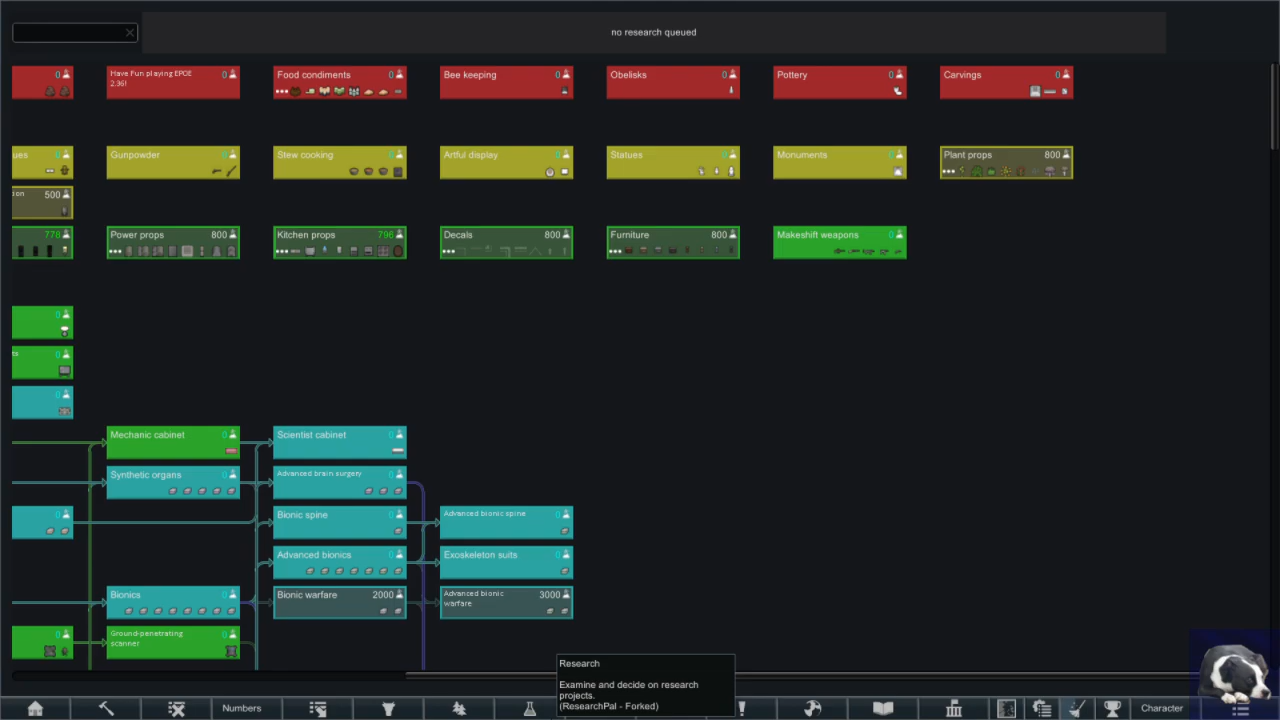 no research queued
0
Have Fun playing EPOE 0
2.96!
Food condiments 0
Bee keeping 0
Obelisks 0
Pottery 0
Carvings 0
ues 0
Gunpowder 0
Stew cooking 0
Artful display 0
Statues 0
Monuments 0
Plant props 800
ion 500
778
Power props 800
Kitchen props 796
Decals 800
Furniture 800
Makeshift weapons 0
0
ts 0
0
Mechanic cabinet 0
Scientist cabinet 0
Synthetic organs 0
Advanced brain surgery 0
0
Bionic spine 0
Advanced bionic spine 0
Advanced bionics 0
Exoskeleton suits 0
Bionics 0
Bionic warfare 2000
Advanced bionic 3000
warfare
0
Ground-penetrating 0
scanner
Research
Examine and decide on research
projects.
(ResearchPal - Forked)
Numbers
Character